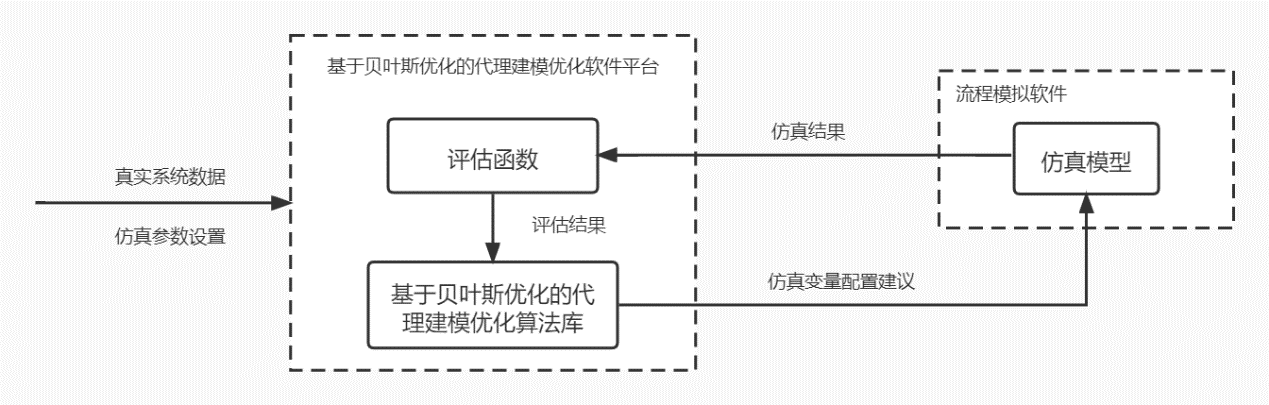 基于贝叶斯优化的代理建模优化软件平台
流程模拟软件
仿真结果
评估函数
仿真模型
真实系统数据
评估结果
仿真参数设置
仿真变量配置建议
基于贝叶斯优化的代
理建模优化算法库